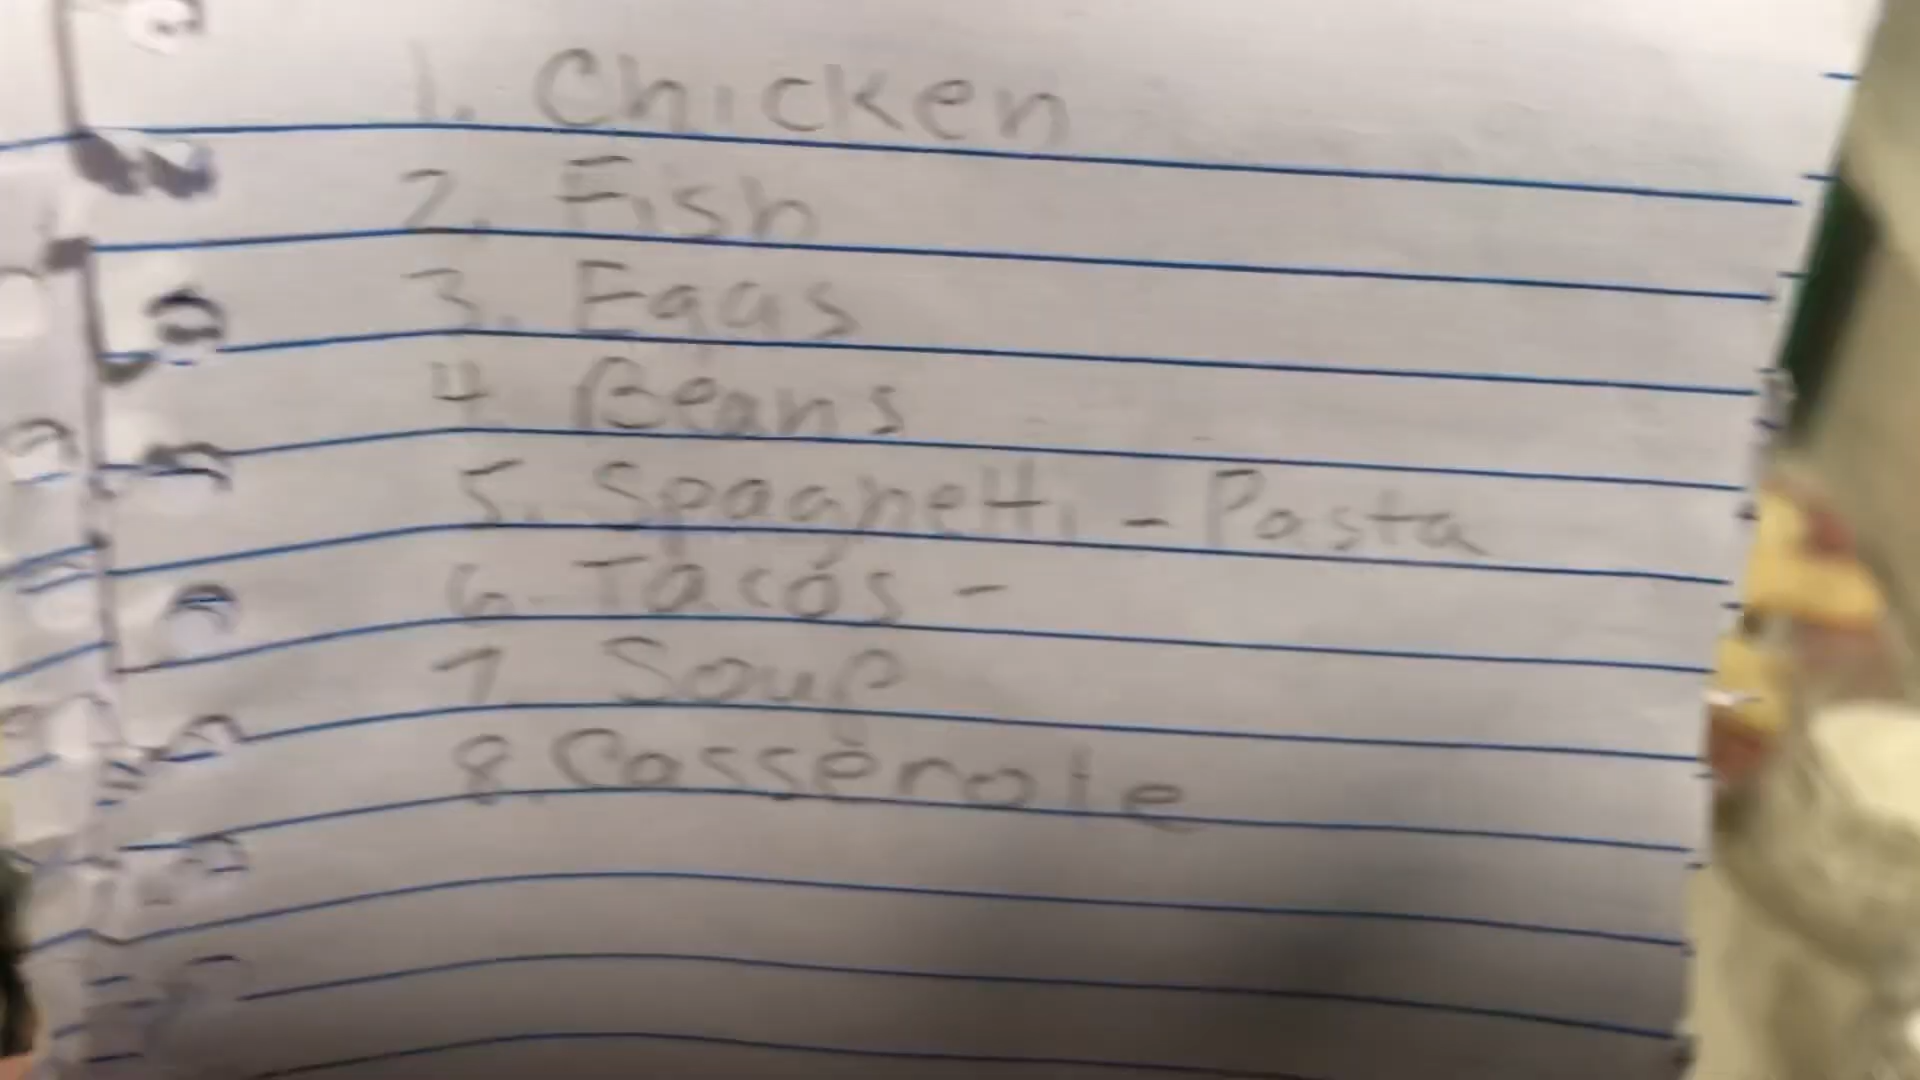 1. Chicken
2. Fish
3. Eggs
4 Beans
5. Spaghetti - Pasta
6. Tacos -
7 Soup
8. Casserole